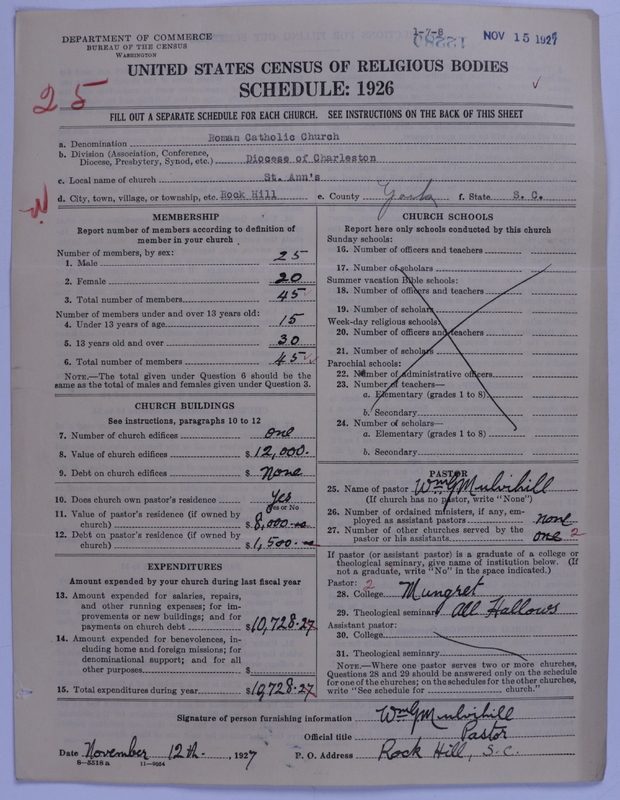 DEPARTMENT OF COMMERCE
BUREAU OF THE CENSUS
WASHINGTON
1-7-8
NOV 15 1927
UNITED STATES CENSUS OF RELIGIOUS BODIES
SCHEDULE: 1926
25
FILL OUT A SEPARATE SCHEDULE FOR EACH CHURCH. SEE INSTRUCTIONS ON THE BACK OF THIS SHEET
a. Denomination Roman Catholic Church
b. Division (Association, Conference, Diocese, Presbytery, Synod, etc.) Diocese of Charleston
c. Local name of church St. Ann's
d. City, town, village, or township, etc. Rock Hill e. County York f. State S. C.
MEMBERSHIP
Report number of members according to definition of
member in your church
Number of members, by sex:
1. Male 25
2. Female 20
3. Total number of members 45
Number of members under and over 13 years old:
4. Under 13 years of age 15
5. 13 years old and over 30
6. Total number of members 45
NOTE.—The total given under Question 6 should be
same as the total of males and females given under Question 3.
CHURCH BUILDINGS
See instructions, paragraphs 10 to 12
7. Number of church edifices one
8. Value of church edifices $ 12,000.
9. Debt on church edifices $ None
10. Does church own pastor's residence Yes
Yes or No
11. Value of pastor's residence (if owned by
church) $ 8,000.00
12. Debt on pastor's residence (if owned by
church) $ 1,500.00
EXPENDITURES
Amount expended by your church during last fiscal year
13. Amount expended for salaries, repairs,
and other running expenses; for im-
provements or new buildings; and for
payments on church debt $ 10,728.27
14. Amount expended for benevolences, in-
cluding home and foreign missions; for
denominational support; and for all
other purposes $
15. Total expenditures during year $ 10,728.27
CHURCH SCHOOLS
Report here only schools conducted by this church
Sunday schools:
16. Number of officers and teachers
17. Number of scholars
Summer vacation Bible schools:
18. Number of officers and teachers
19. Number of scholars
Week-day religious schools:
20. Number of officers and teachers
21. Number of scholars
Parochial schools:
22. Number of administrative officers
23. Number of teachers—
a. Elementary (grades 1 to 8)
b. Secondary
24. Number of scholars—
a. Elementary (grades 1 to 8)
b. Secondary
PASTOR
25. Name of pastor Wm G Mulvihill
(If church has no pastor, write "None")
26. Number of ordained ministers, if any, em-
ployed as assistant pastors none
27. Number of other churches served by the
pastor or his assistants one 2
If pastor (or assistant pastor) is a graduate of a college or
theological seminary, give name of institution below. (If
not a graduate, write "No" in the space indicated.)
Pastor: 2
28. College Mungret
29. Theological seminary All Hallows
Assistant pastor:
30. College
31. Theological seminary
NOTE.—Where one pastor serves two or more churches,
Questions 28 and 29 should be answered only on the schedule
for one of the churches; on the schedules for the other churches,
write "See schedule for church."
Signature of person furnishing information Wm G Mulvihill
Official title Pastor
Date November 12th, 1927 P. O. Address Rock Hill, S. C.
8—5518 a 11—9924